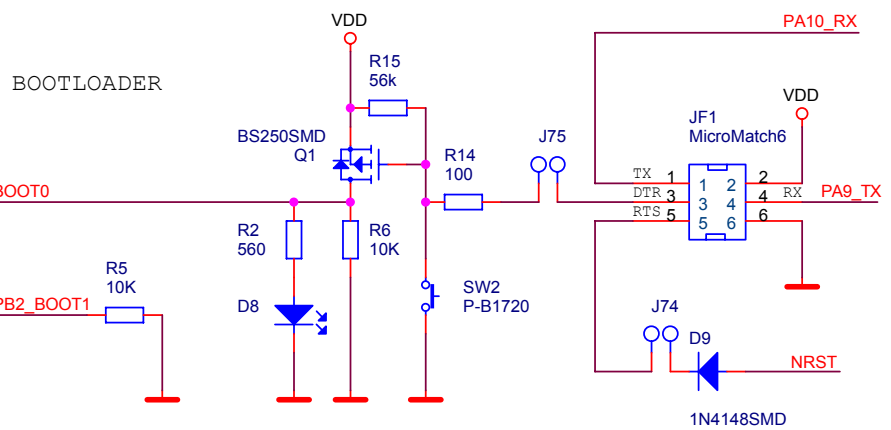 VDD
PA10_RX
R15
56k
BOOTLOADER
VDD
JF1
MicroMatch6
BS250SMD
Q1
R14
100
J75
TX 1 1 2 2
DTR 3 3 4 4 RX PA9_TX
RTS 5 5 6 6
BOOT0
R2
560
R6
10K
R5
10K
SW2
P-B1720
PB2_BOOT1
D8
J74
D9
NRST
1N4148SMD